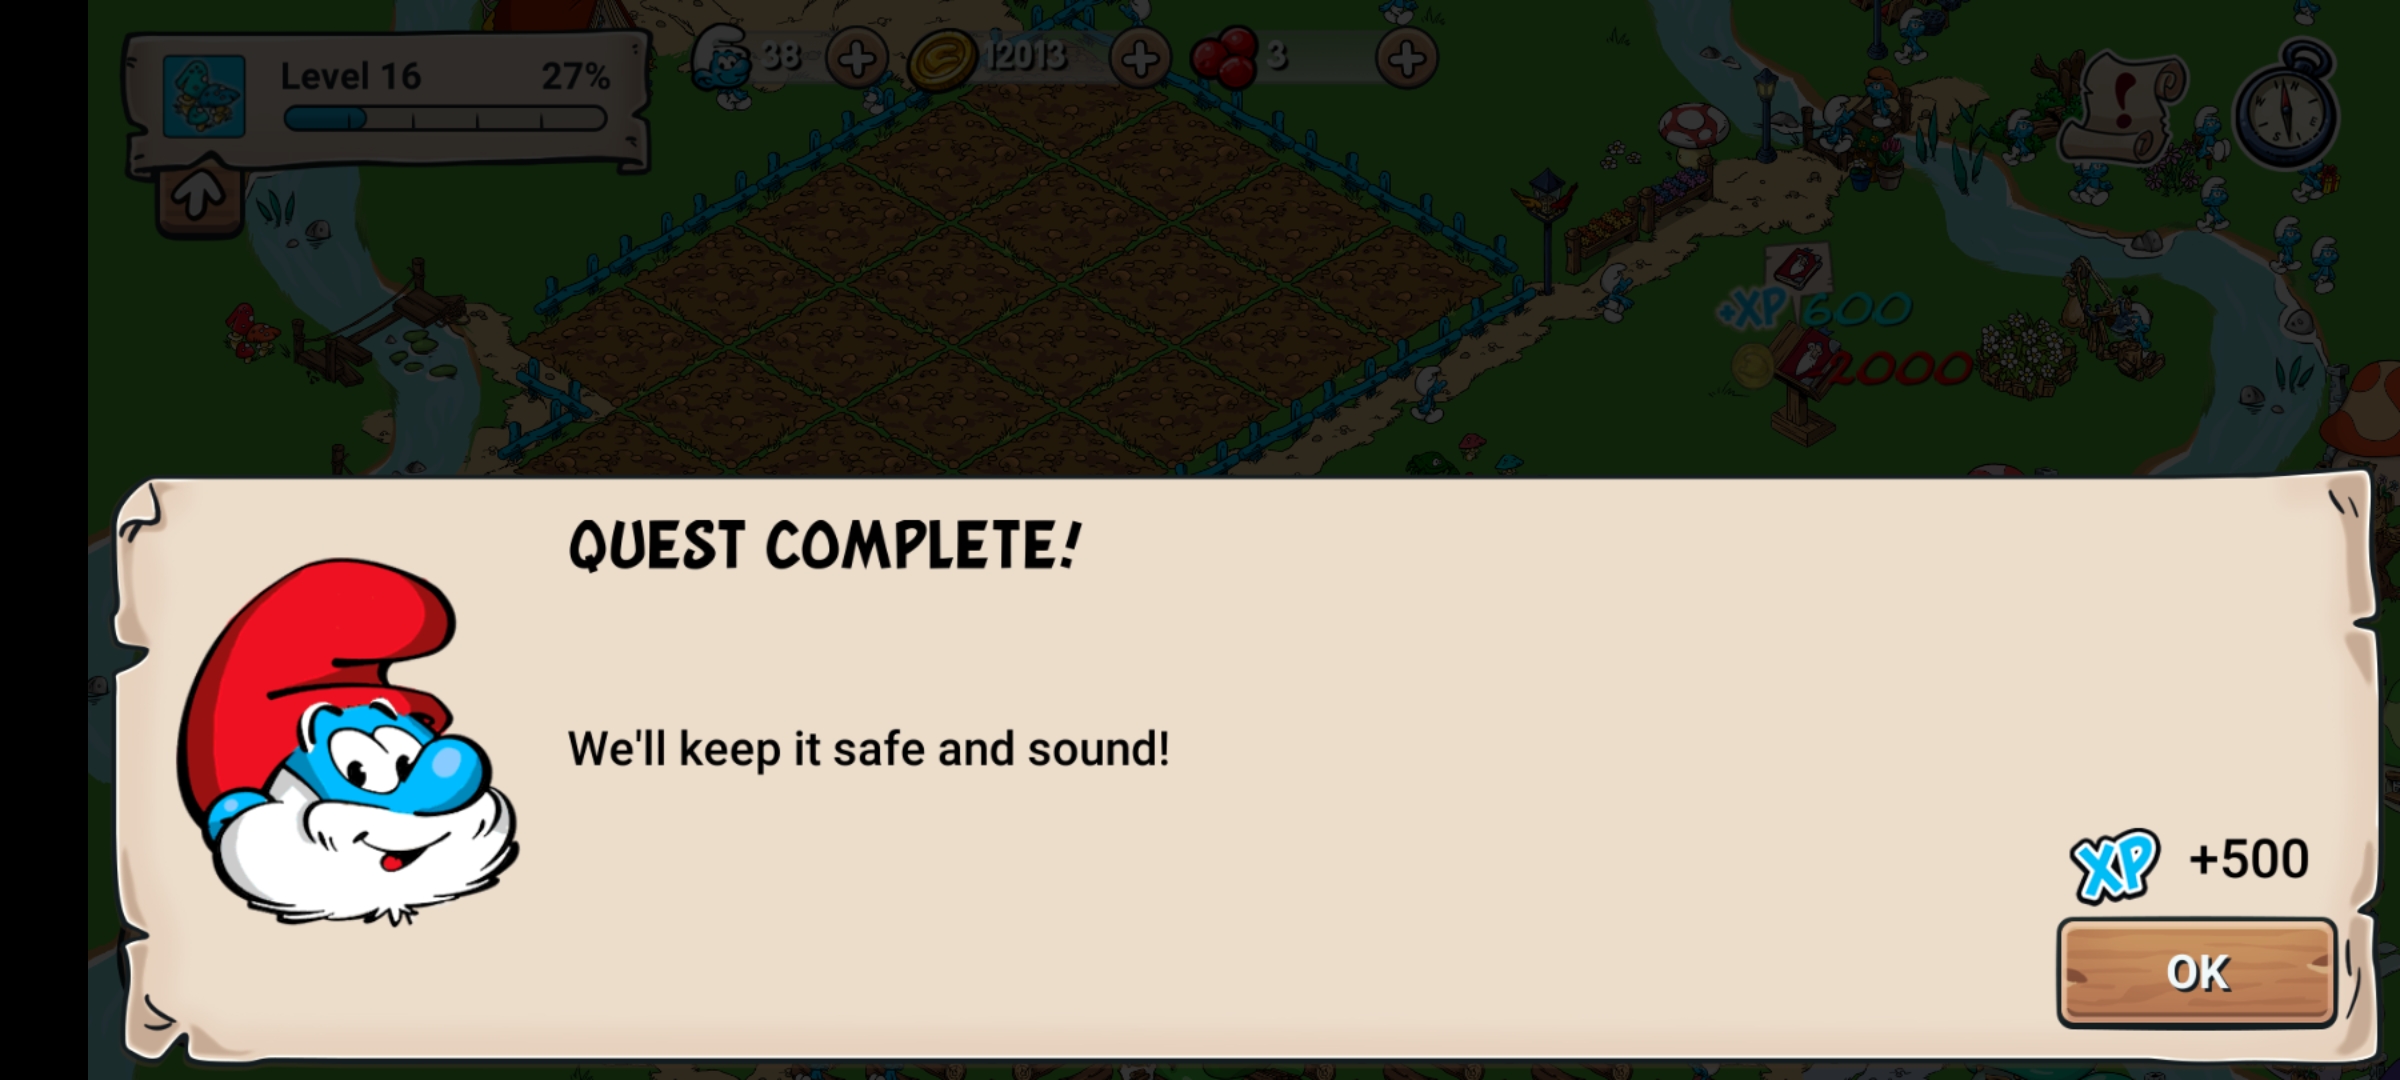 Level 16 27%
38
12013
3
+XP 600
2000
QUEST COMPLETE!
We'll keep it safe and sound!
XP +500
OK